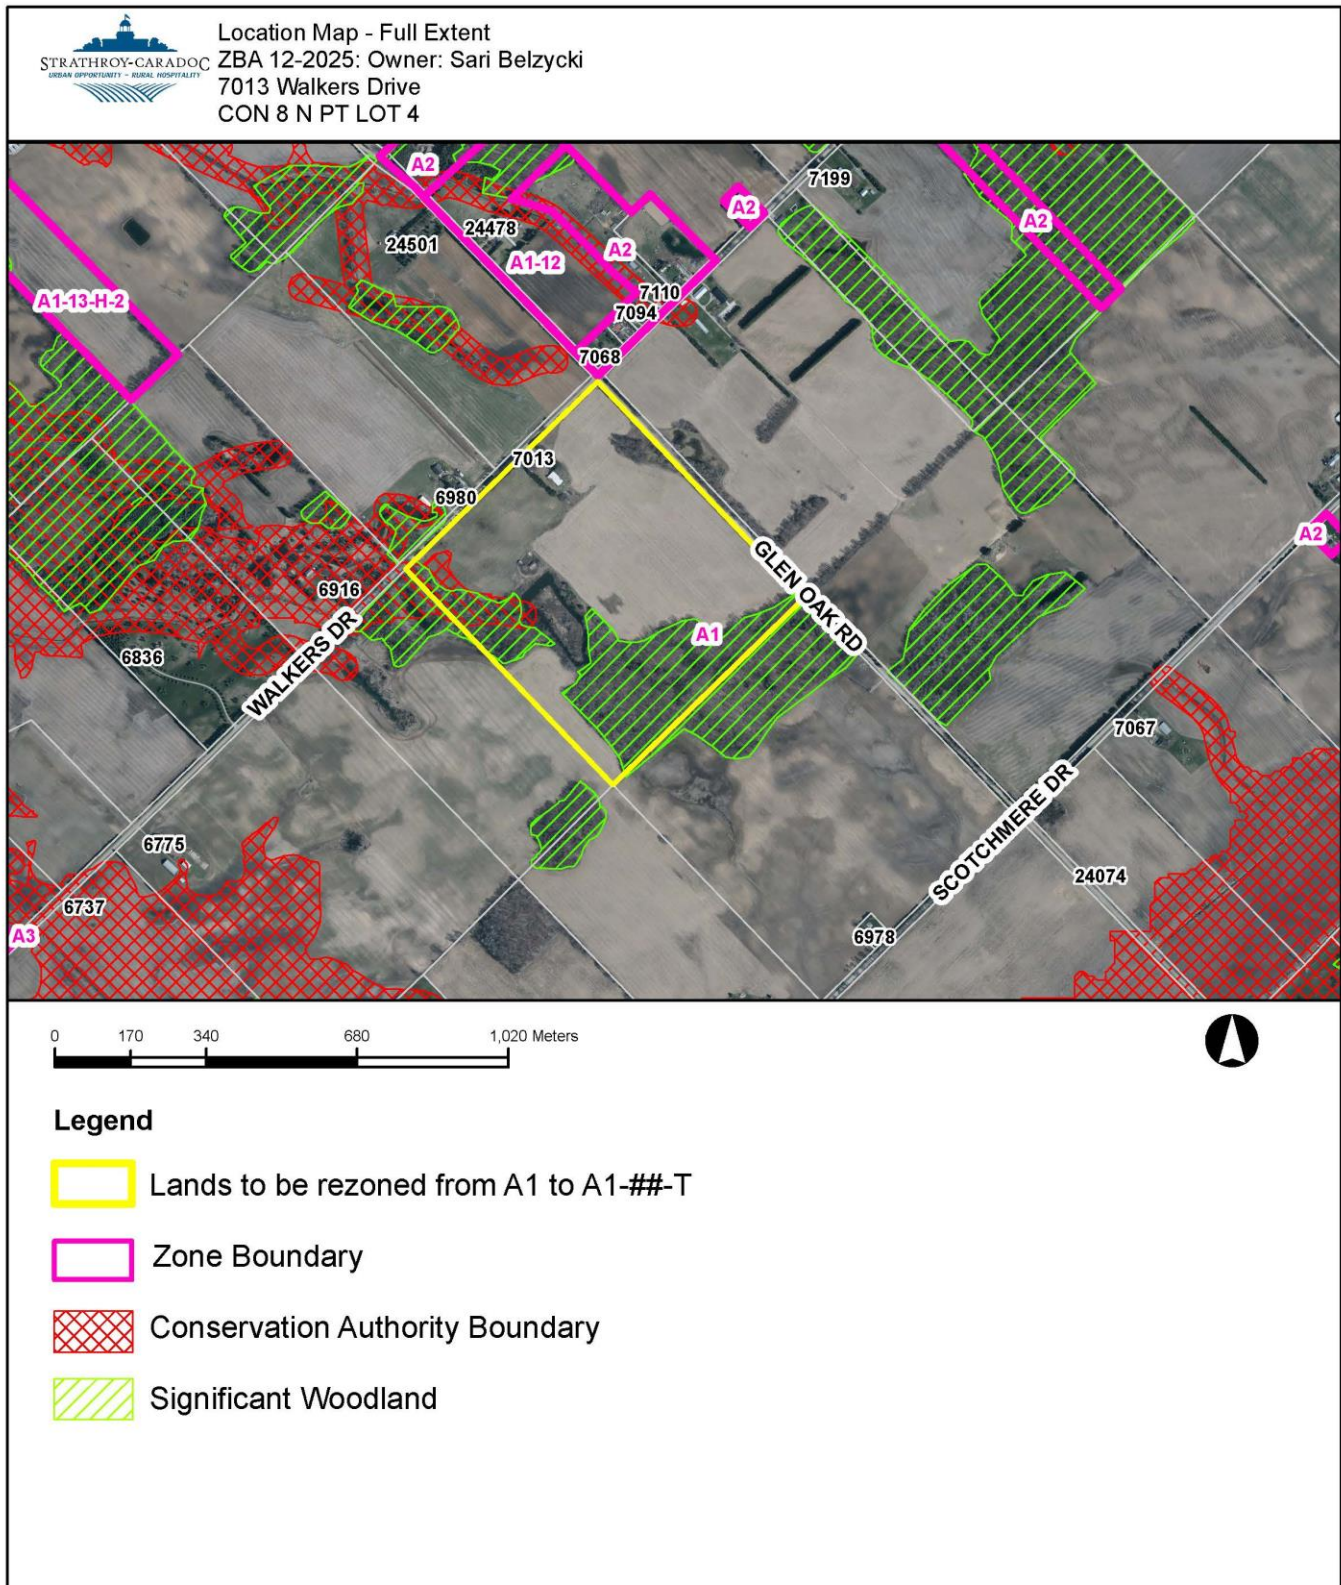 STRATHROY-CARADOC
URBAN OPPORTUNITY - RURAL HOSPITALITY
Location Map - Full Extent
ZBA 12-2025: Owner: Sari Belzycki
7013 Walkers Drive
CON 8 N PT LOT 4
A2
7199
A2
24478
A2
24501
A2
A1-12
A1-13-H-2
7110
7094
7068
7013
6980
A2
GLEN OAK RD
6916
A1
6836
WALKERS DR
7067
SCOTCHMERE DR
6775
24074
6737
A3
6978
0 170 340 680 1,020 Meters
Legend
Lands to be rezoned from A1 to A1-##-T
Zone Boundary
Conservation Authority Boundary
Significant Woodland